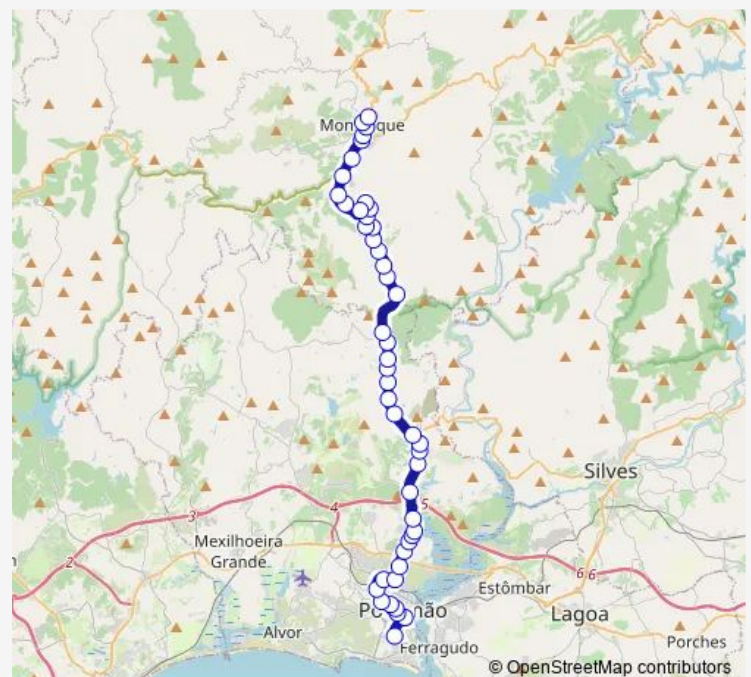 Silves
4
5
3
Mexilhoeira
Grande
2
6 6
Estômbar
Lagoa
Alvor
Ferragudo
Porches
© OpenStreetMap contributors